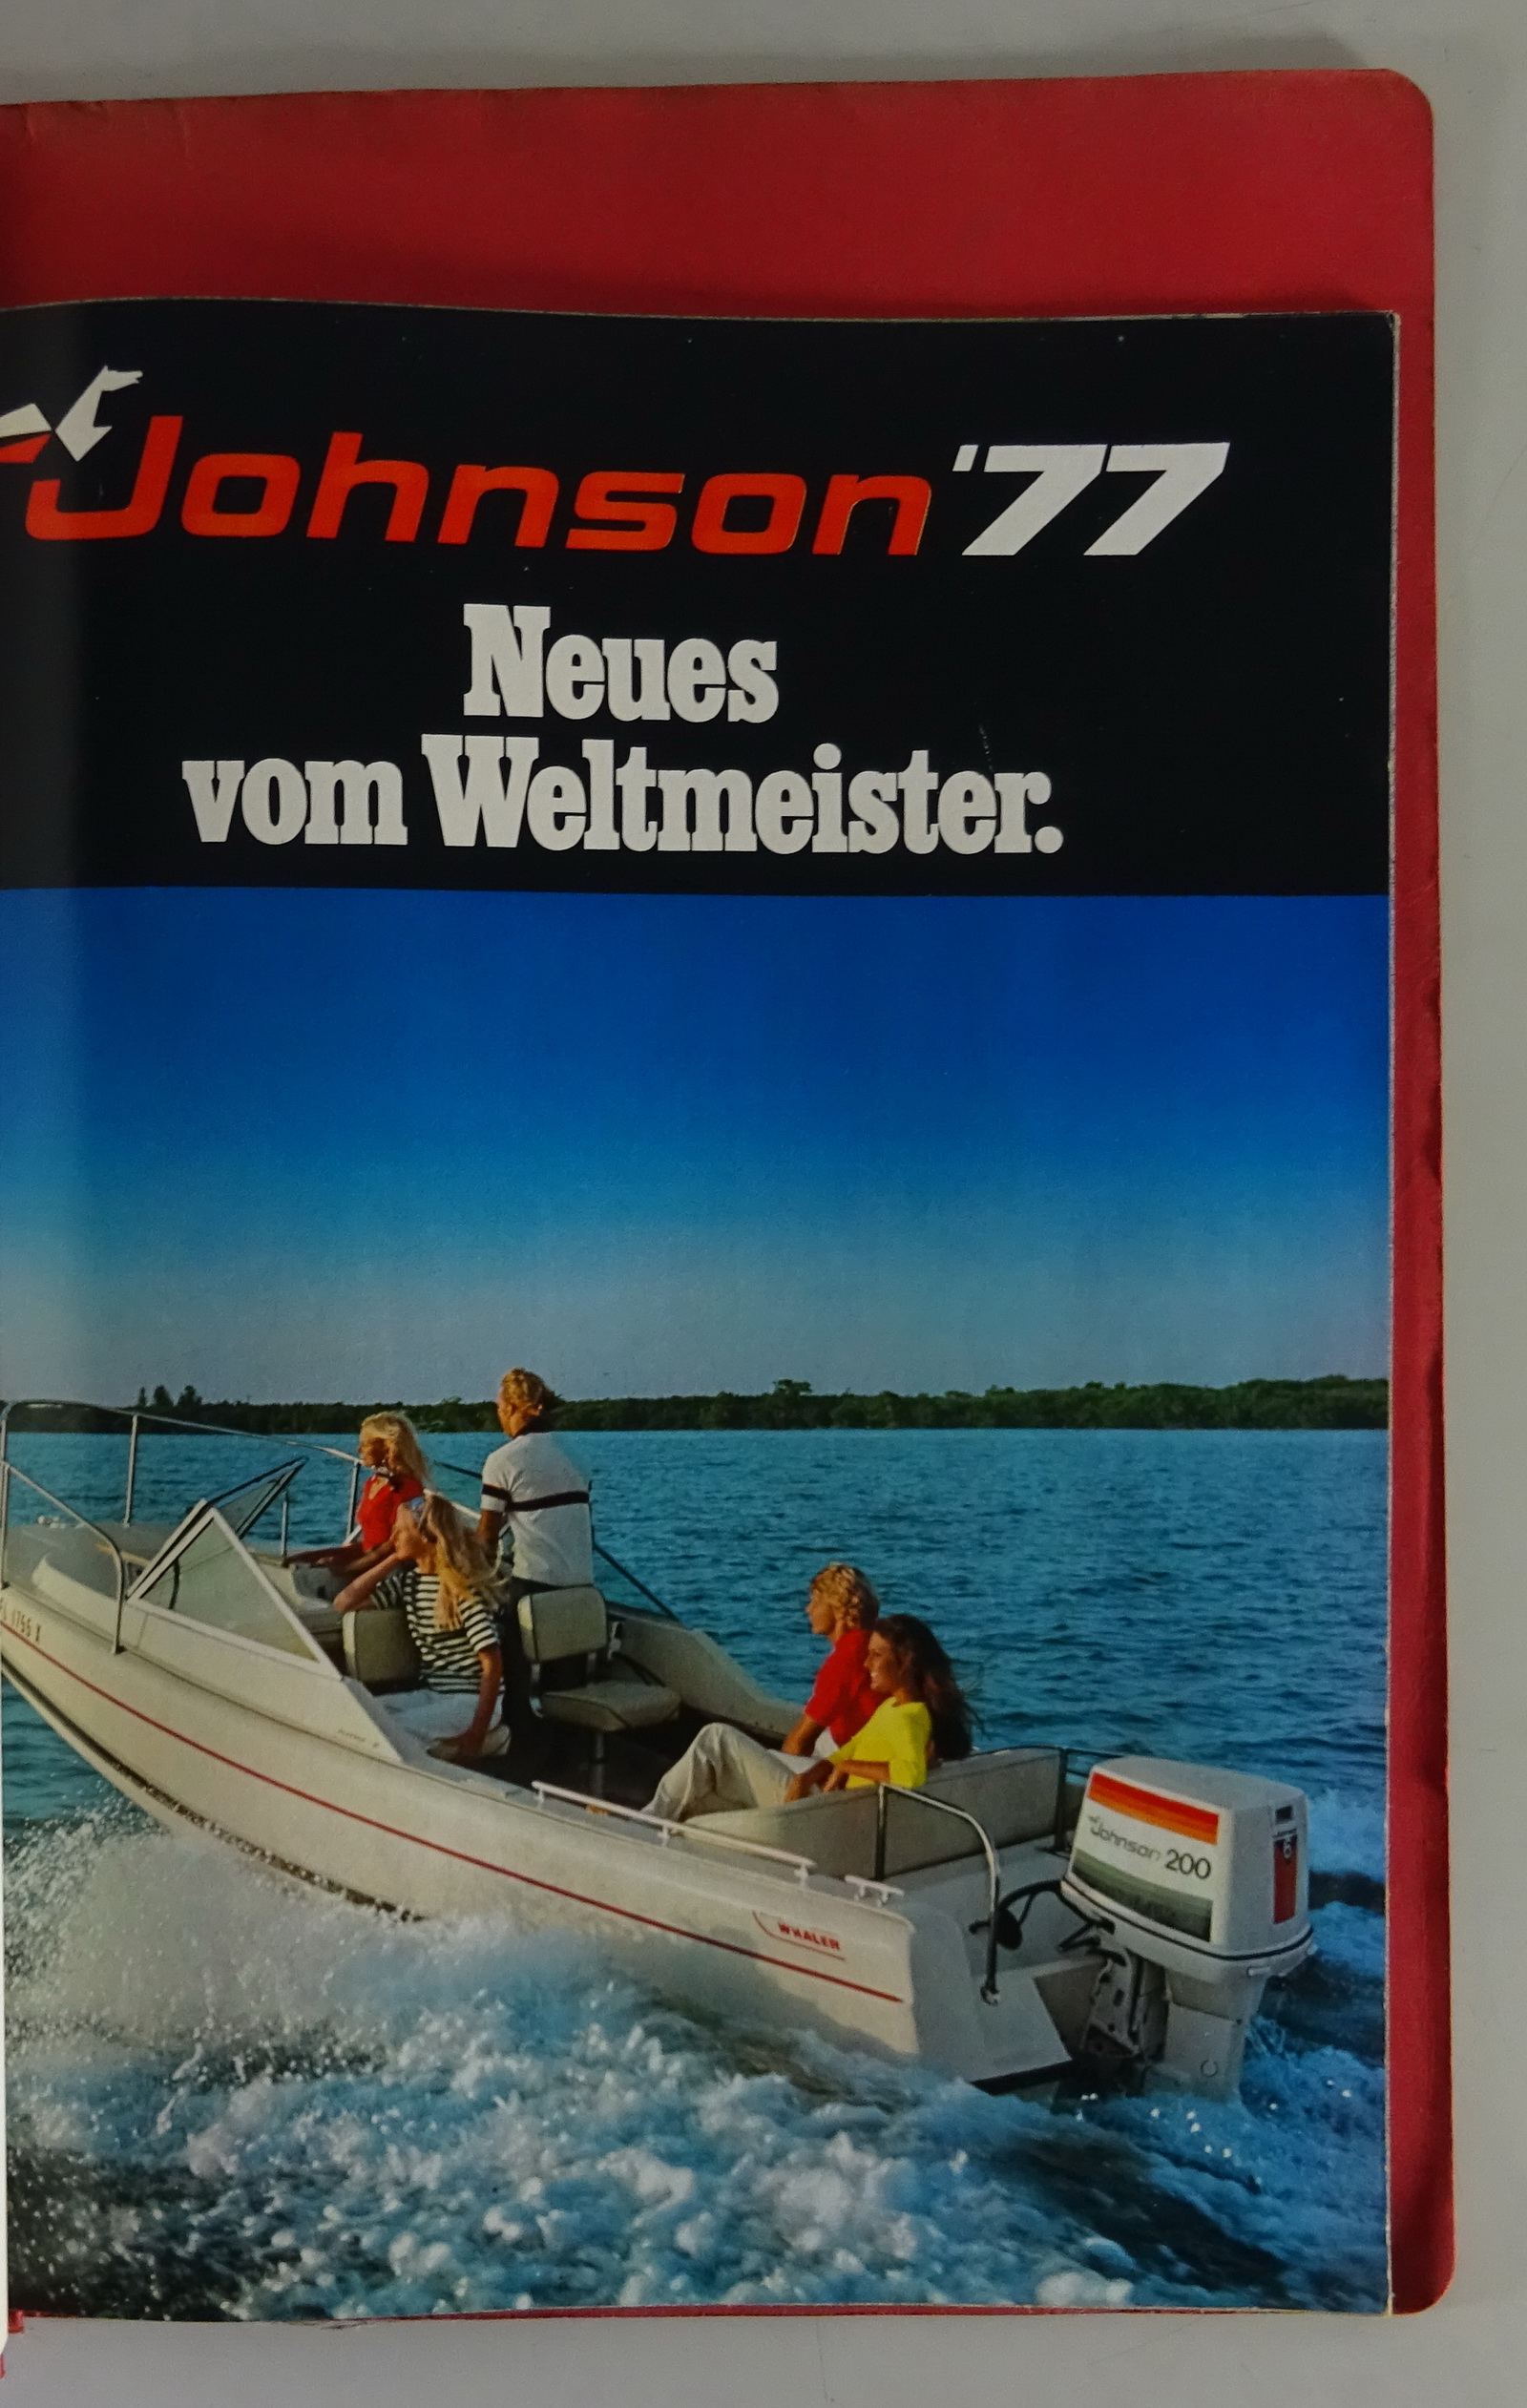 Johnson '77
Neues
vom Weltmeister.
Johnson 200
WHALER